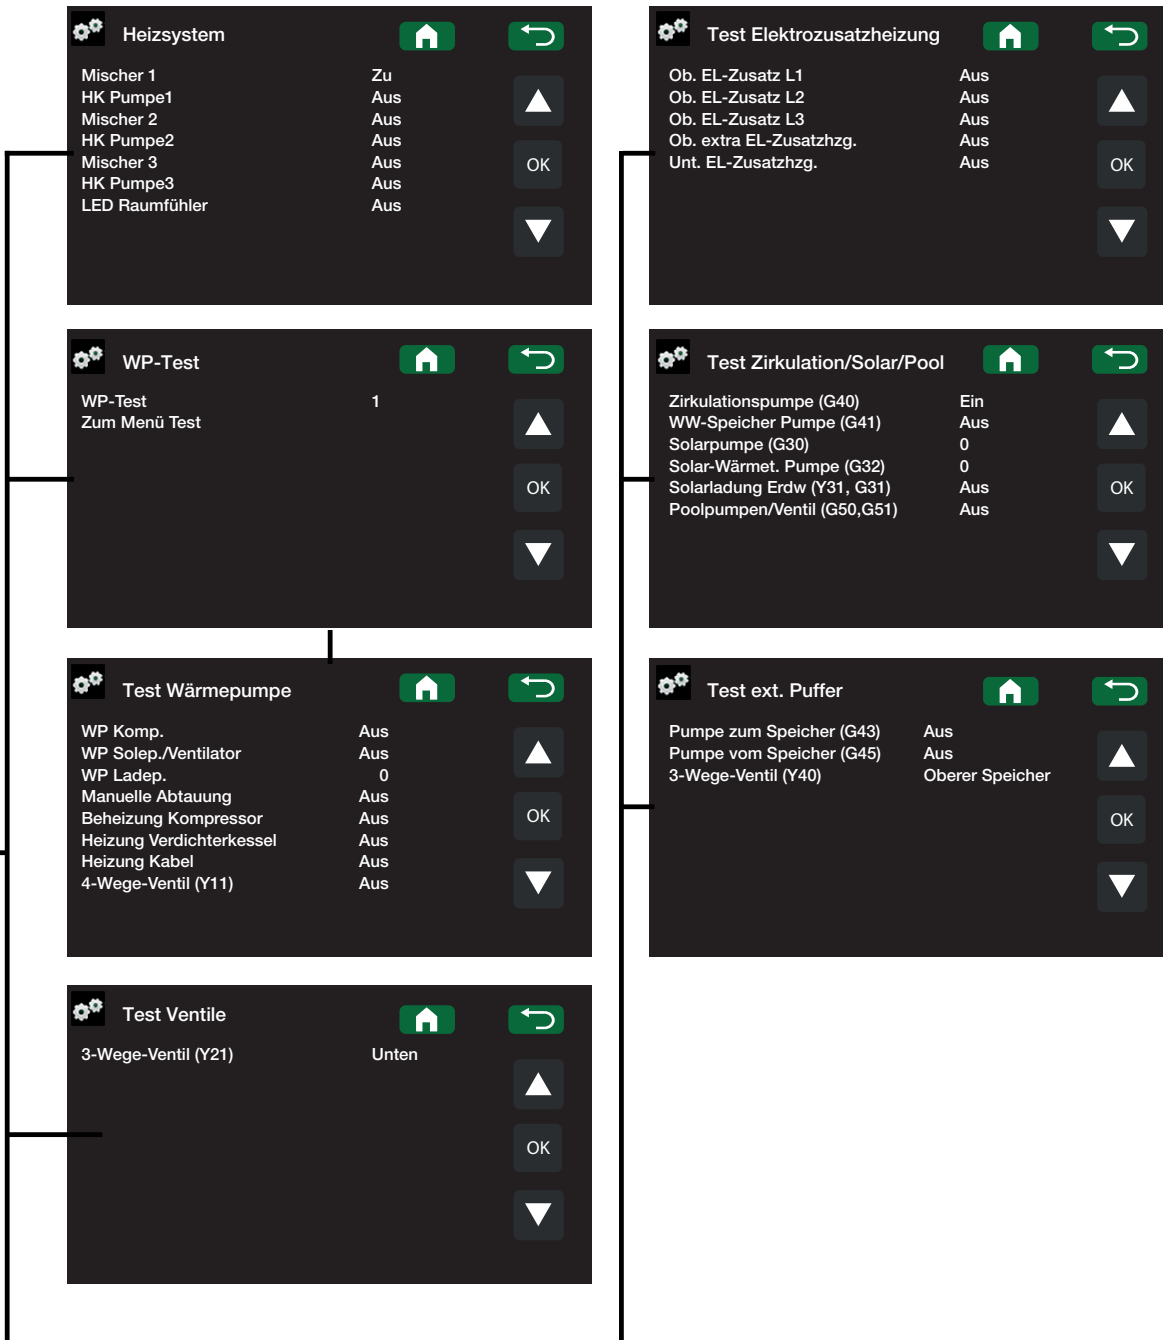 Heizsystem
Mischer 1 Zu
HK Pumpe1 Aus
Mischer 2 Aus
HK Pumpe2 Aus
Mischer 3 Aus
HK Pumpe3 Aus
LED Raumfühler Aus
OK
WP-Test
WP-Test 1
Zum Menü Test
OK
Test Wärmepumpe
WP Komp. Aus
WP Solep./Ventilator Aus
WP Ladep. 0
Manuelle Abtauung Aus
Beheizung Kompressor Aus
Heizung Verdichterkessel Aus
Heizung Kabel Aus
4-Wege-Ventil (Y11) Aus
OK
Test Ventile
3-Wege-Ventil (Y21) Unten
OK
Test Elektrozusatzheizung
Ob. EL-Zusatz L1 Aus
Ob. EL-Zusatz L2 Aus
Ob. EL-Zusatz L3 Aus
Ob. extra EL-Zusatzhzg. Aus
Unt. EL-Zusatzhzg. Aus
OK
Test Zirkulation/Solar/Pool
Zirkulationspumpe (G40) Ein
WW-Speicher Pumpe (G41) Aus
Solarpumpe (G30) 0
Solar-Wärmet. Pumpe (G32) 0
Solarladung Erdw (Y31, G31) Aus
Poolpumpen/Ventil (G50,G51) Aus
OK
Test ext. Puffer
Pumpe zum Speicher (G43) Aus
Pumpe vom Speicher (G45) Aus
3-Wege-Ventil (Y40) Oberer Speicher
OK